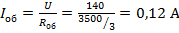 I_об = U / R_об = 140 / 3500/3 = 0,12 А